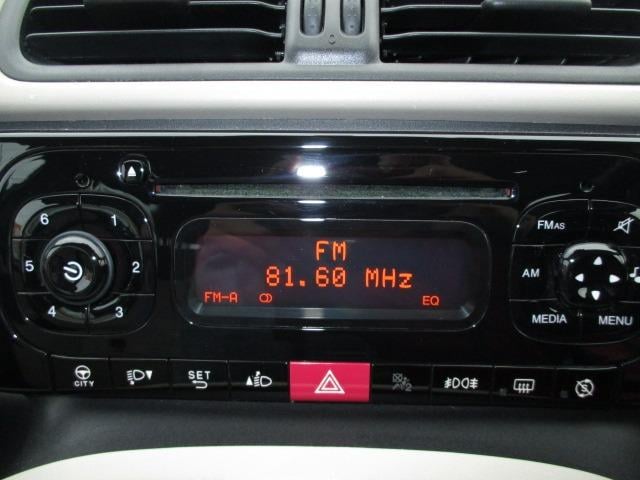 6 1
5 2
4 3
FM
81.60 MHz
FM-A EQ
FMAS
AM
MEDIA MENU
CITY
SET